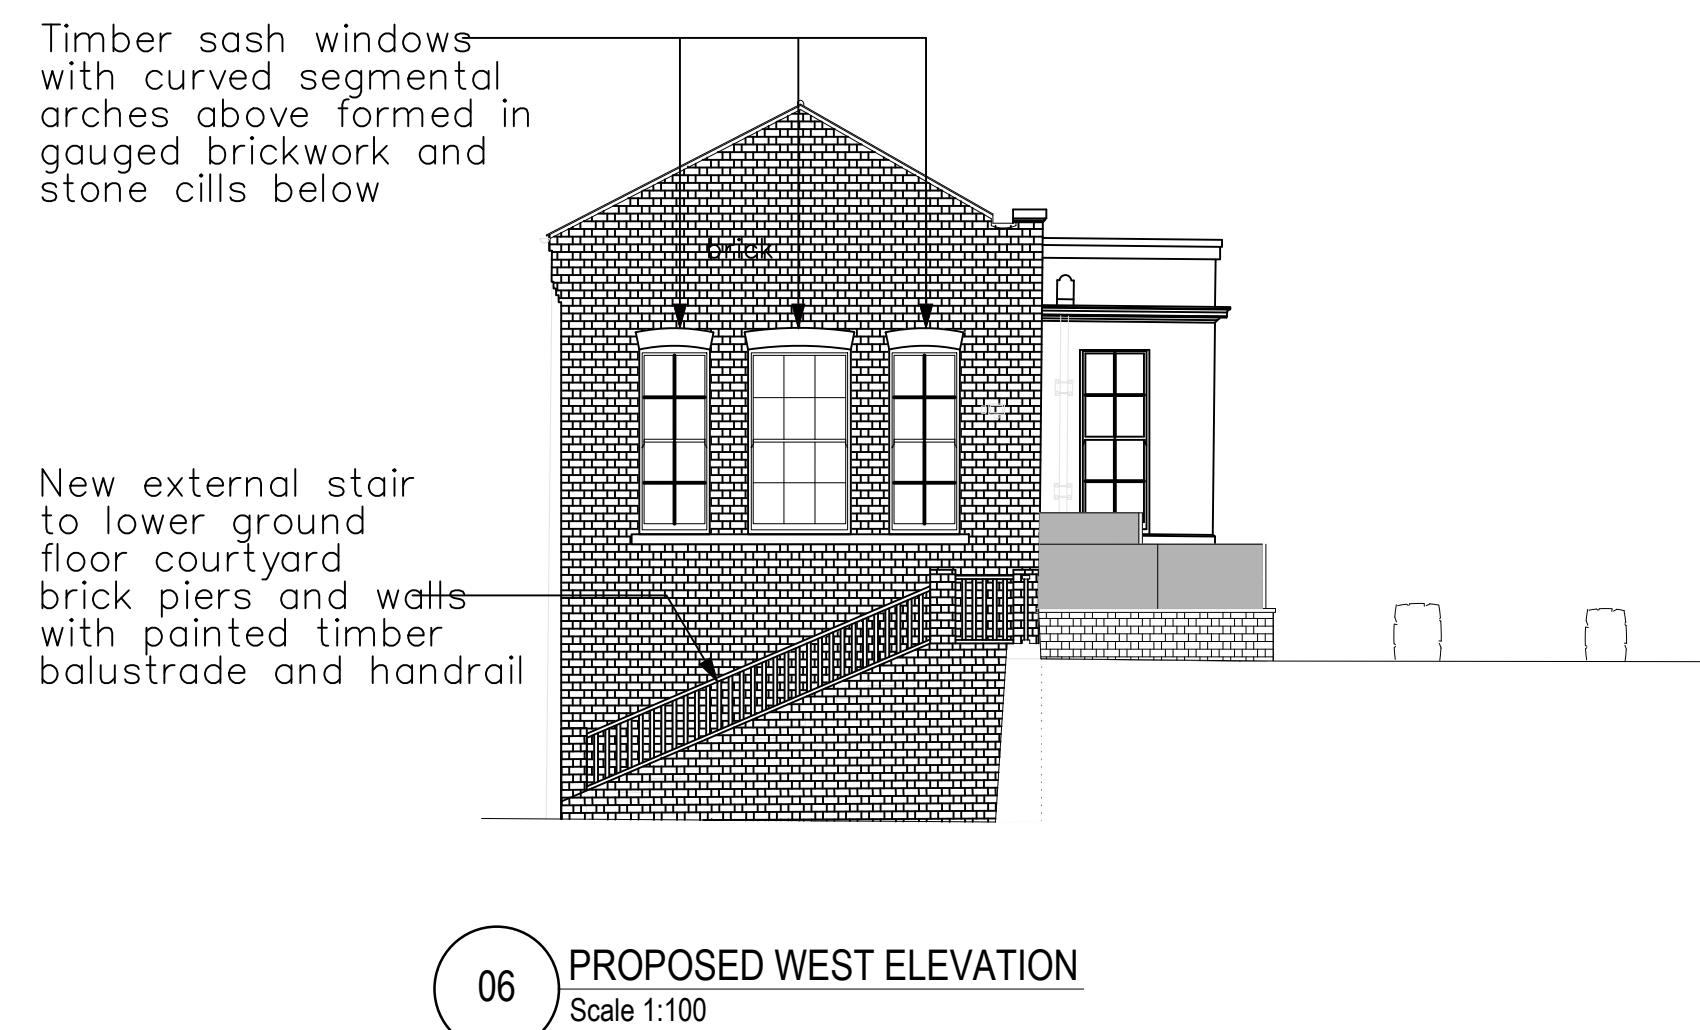 Timber sash windows
with curved segmental
arches above formed in
gauged brickwork and
stone cills below
brick
New external stair
to lower ground
floor courtyard
brick piers and walls
with painted timber
balustrade and handrail
06
PROPOSED WEST ELEVATION
Scale 1:100